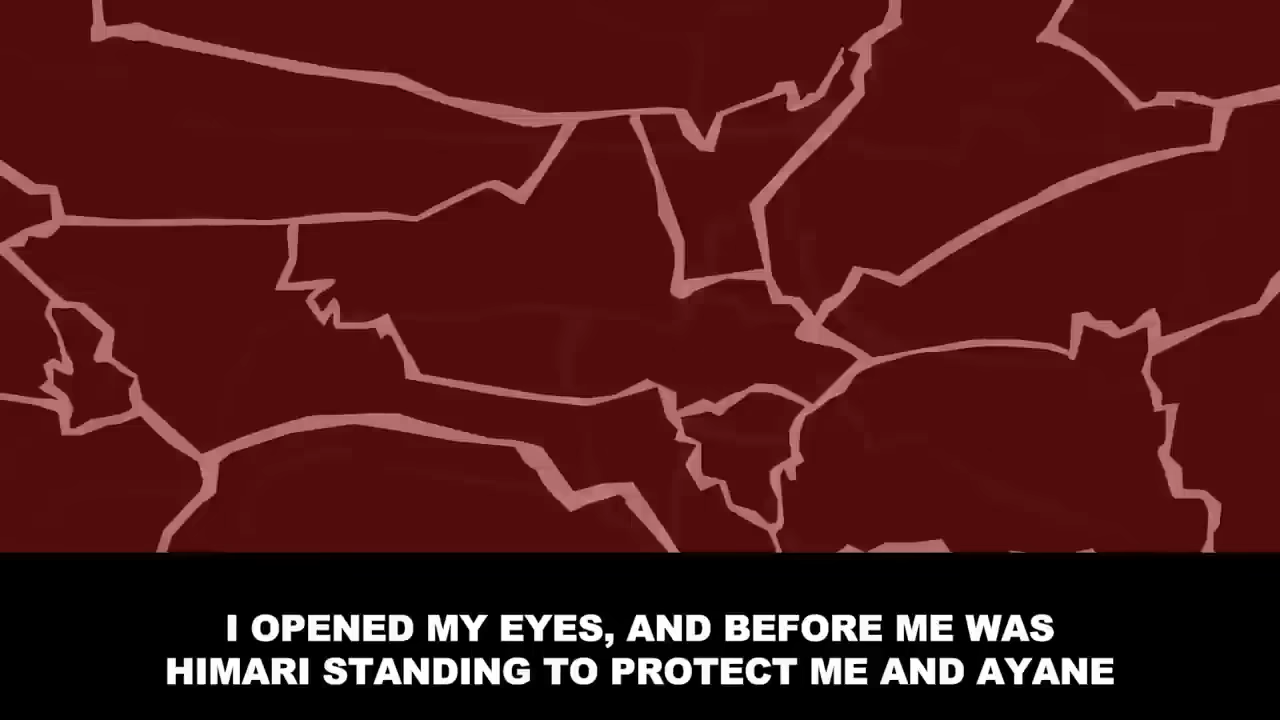 I OPENED MY EYES, AND BEFORE ME WAS
HIMARI STANDING TO PROTECT ME AND AYANE